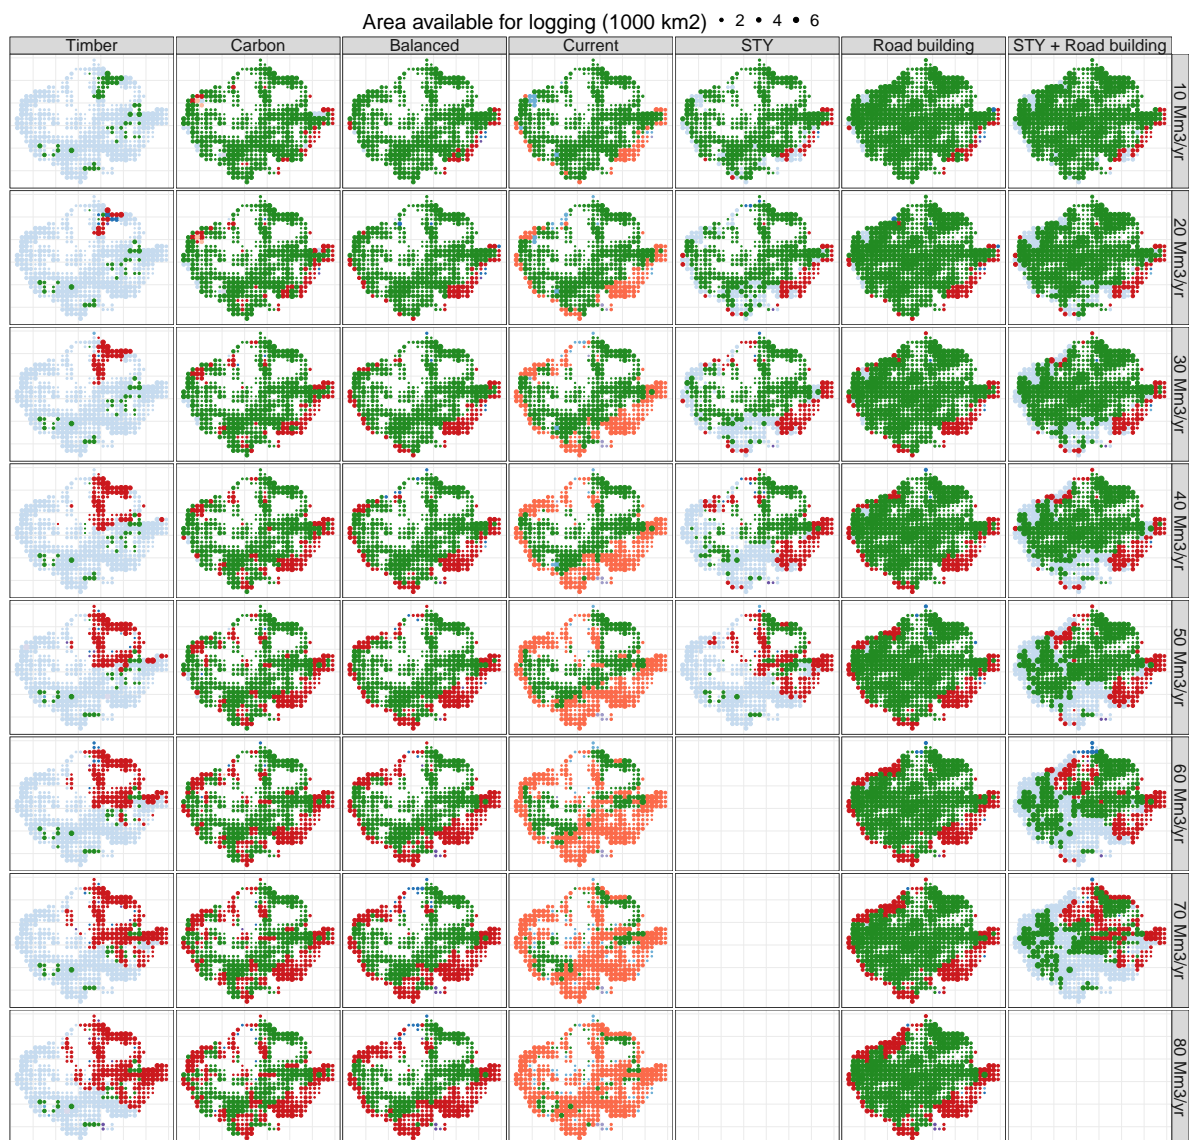 Area available for logging (1000 km2) • 2 • 4 • 6
Timber Carbon Balanced Current STY Road building STY + Road building
10 Mm3/yr
20 Mm3/yr
30 Mm3/yr
40 Mm3/yr
50 Mm3/yr
60 Mm3/yr
70 Mm3/yr
80 Mm3/yr